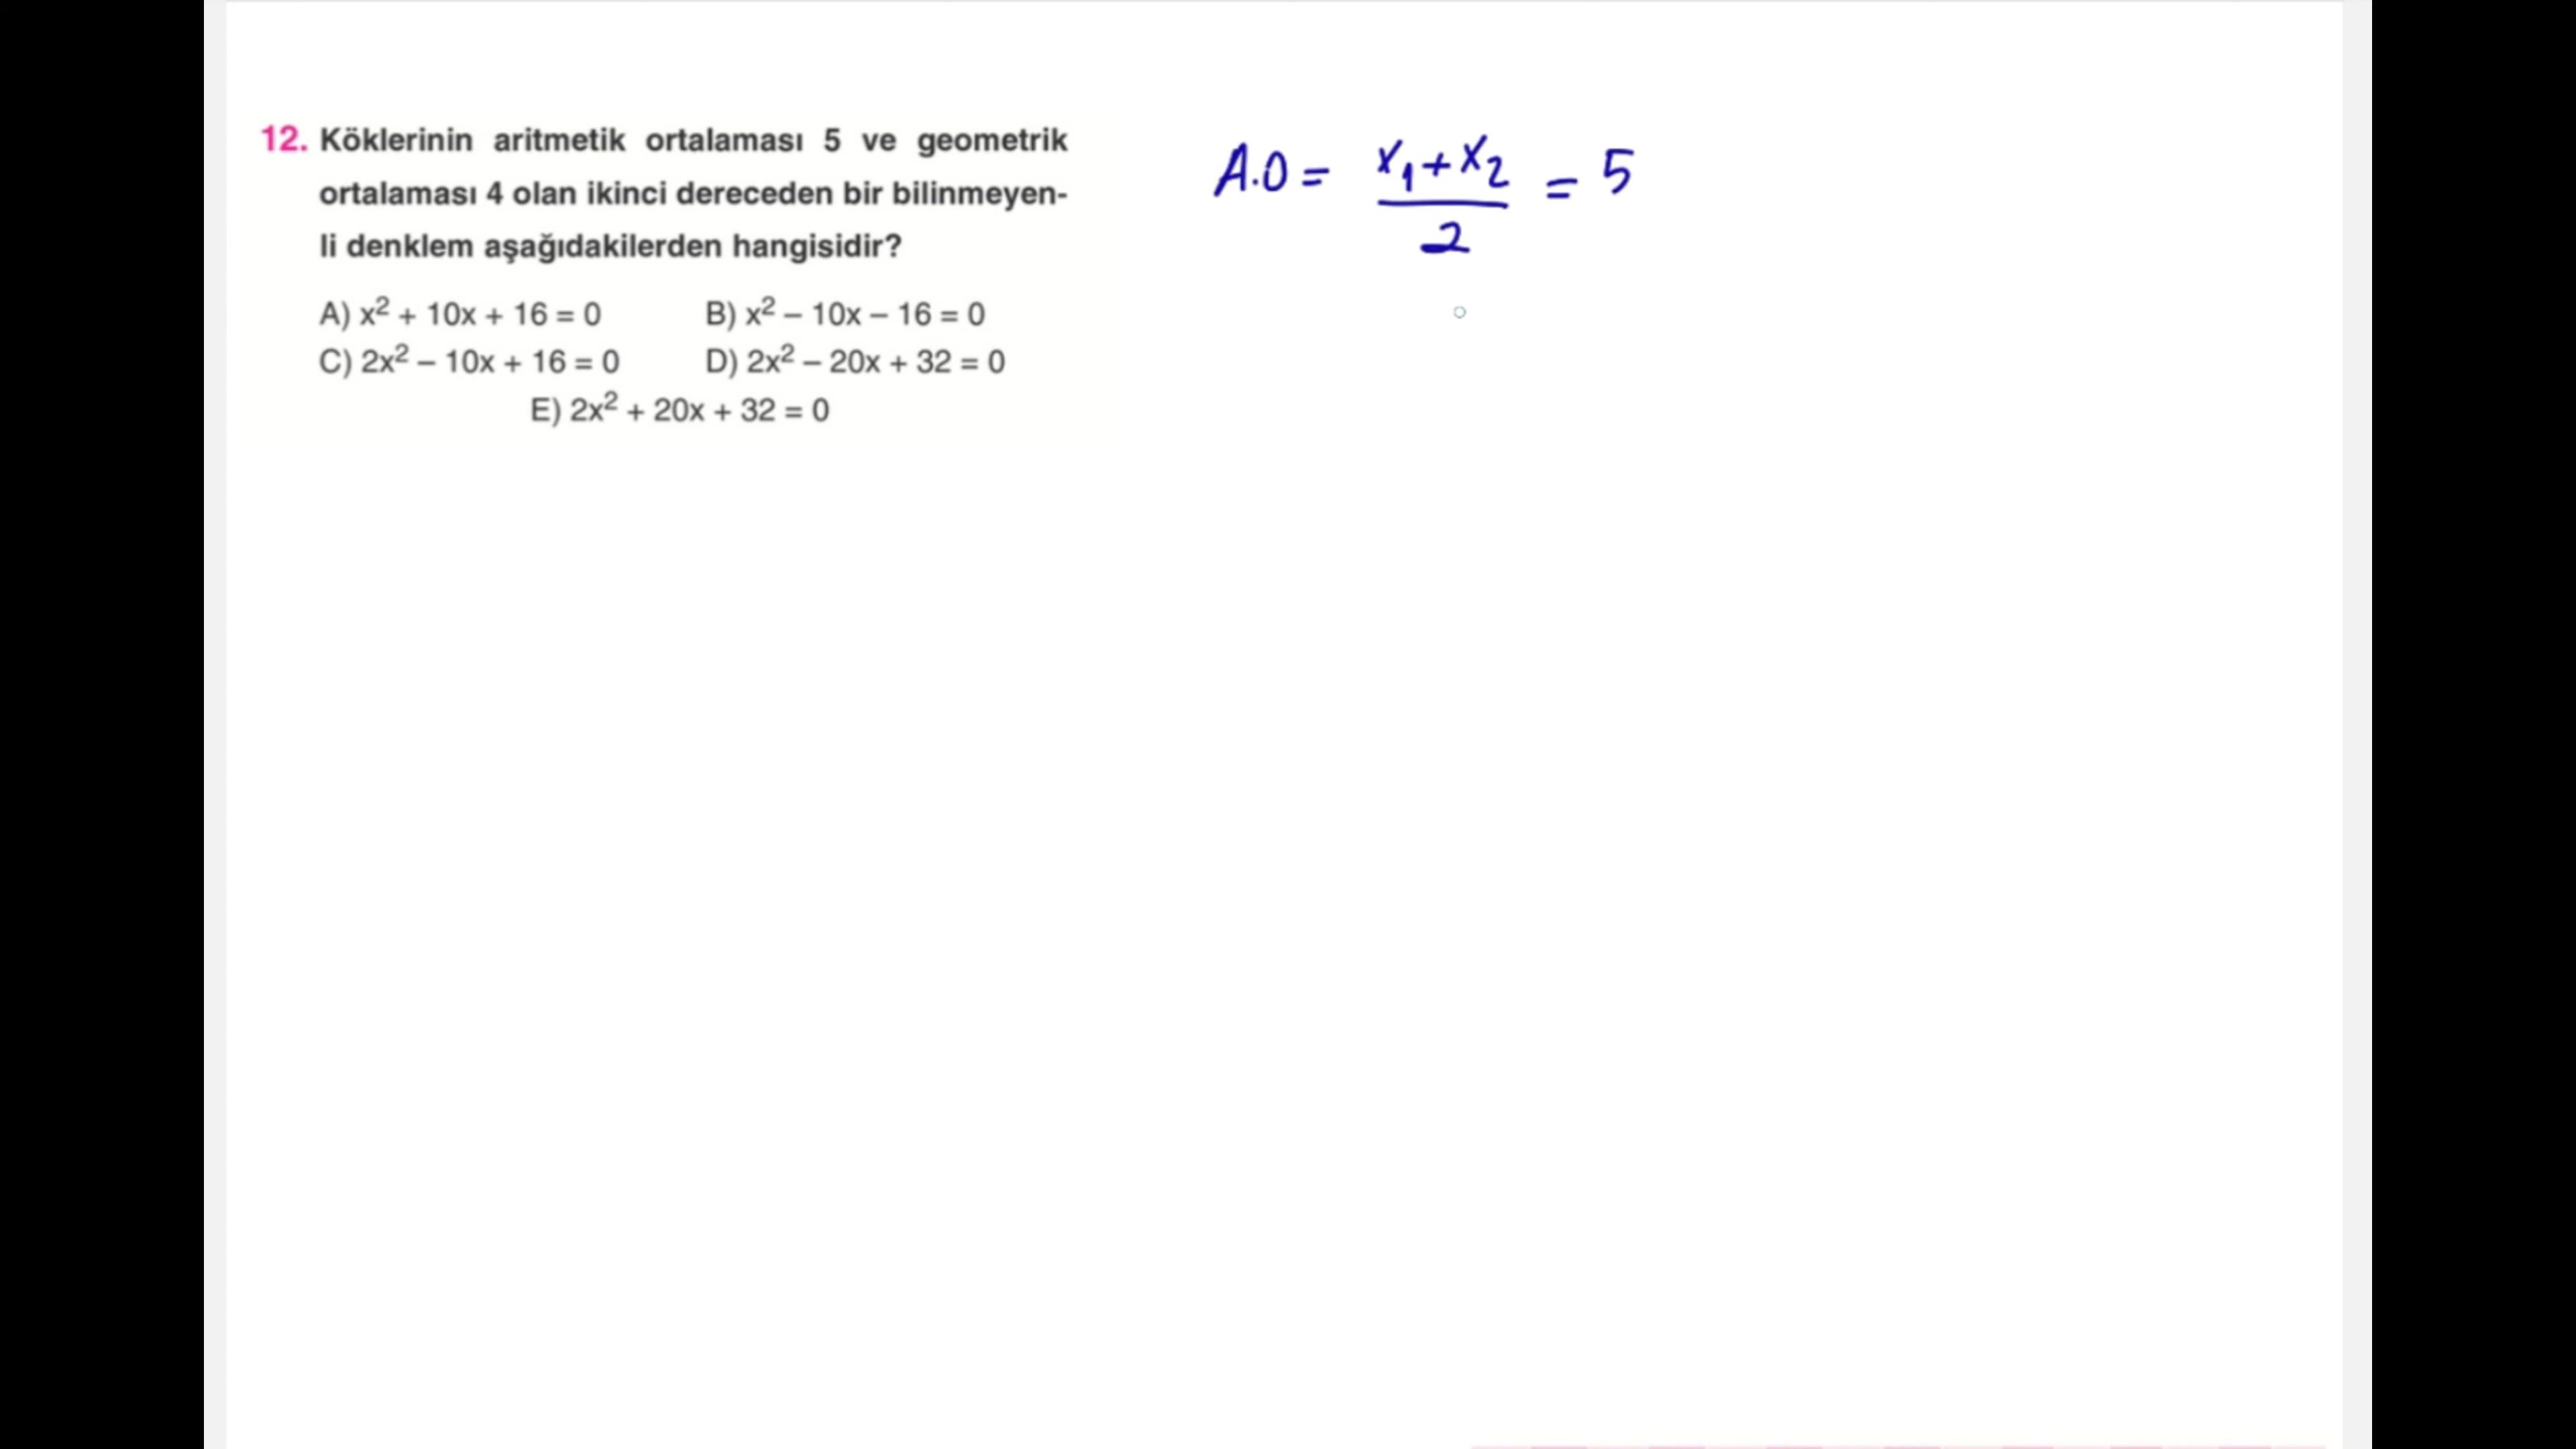 12. Köklerinin aritmetik ortalaması 5 ve geometrik
ortalaması 4 olan ikinci dereceden bir bilinmeyen-
li denklem aşağıdakilerden hangisidir?
A) x² + 10x + 16 = 0 B) x² – 10x – 16 = 0
C) 2x² – 10x + 16 = 0 D) 2x² – 20x + 32 = 0
E) 2x² + 20x + 32 = 0
A.O = x₁+x₂ = 5
2